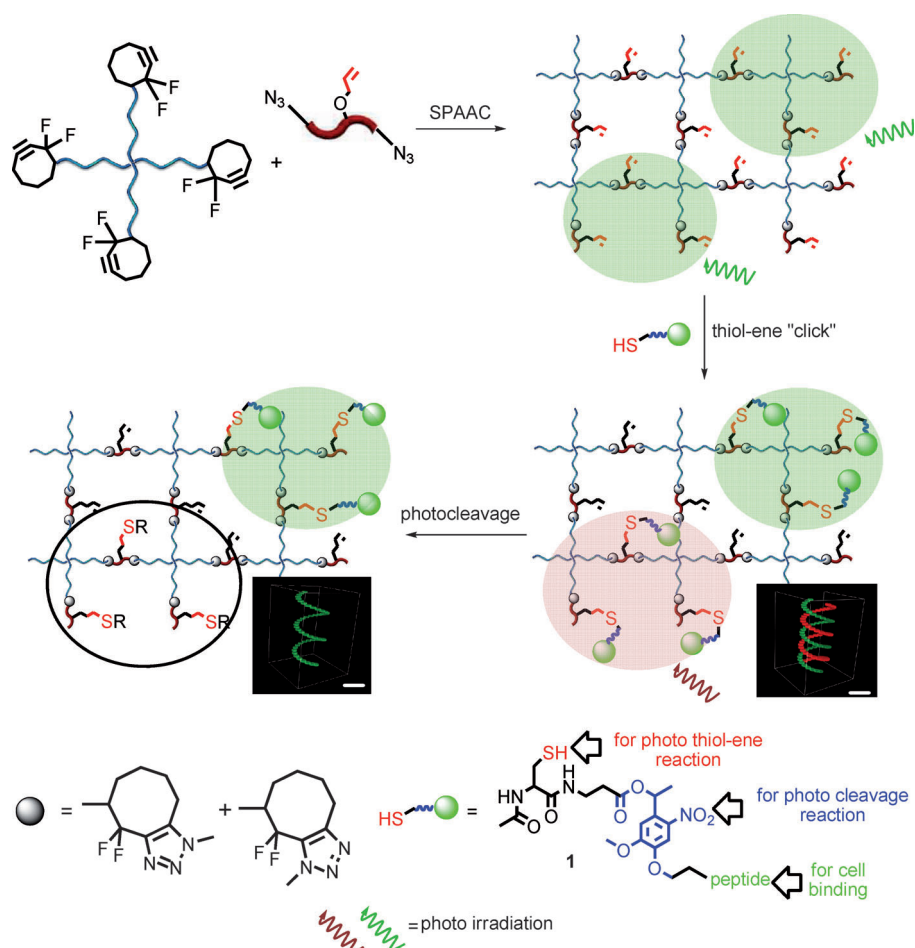 F
F
F
F
F
F
F
F
+
N3
O
N3
SPAAC
HS
thiol-ene "click"
S
S
S
S
S
S
photocleavage
S
S
S
SR
SR
SR
=
F F
N
N=N
+
F F
N
N
N
HS
=
SH
for photo thiol-ene
reaction
H
N
N
H
O
O
O
O
NO2
for photo cleavage
reaction
O
O
1
peptide
for cell
binding
=photo irradiation